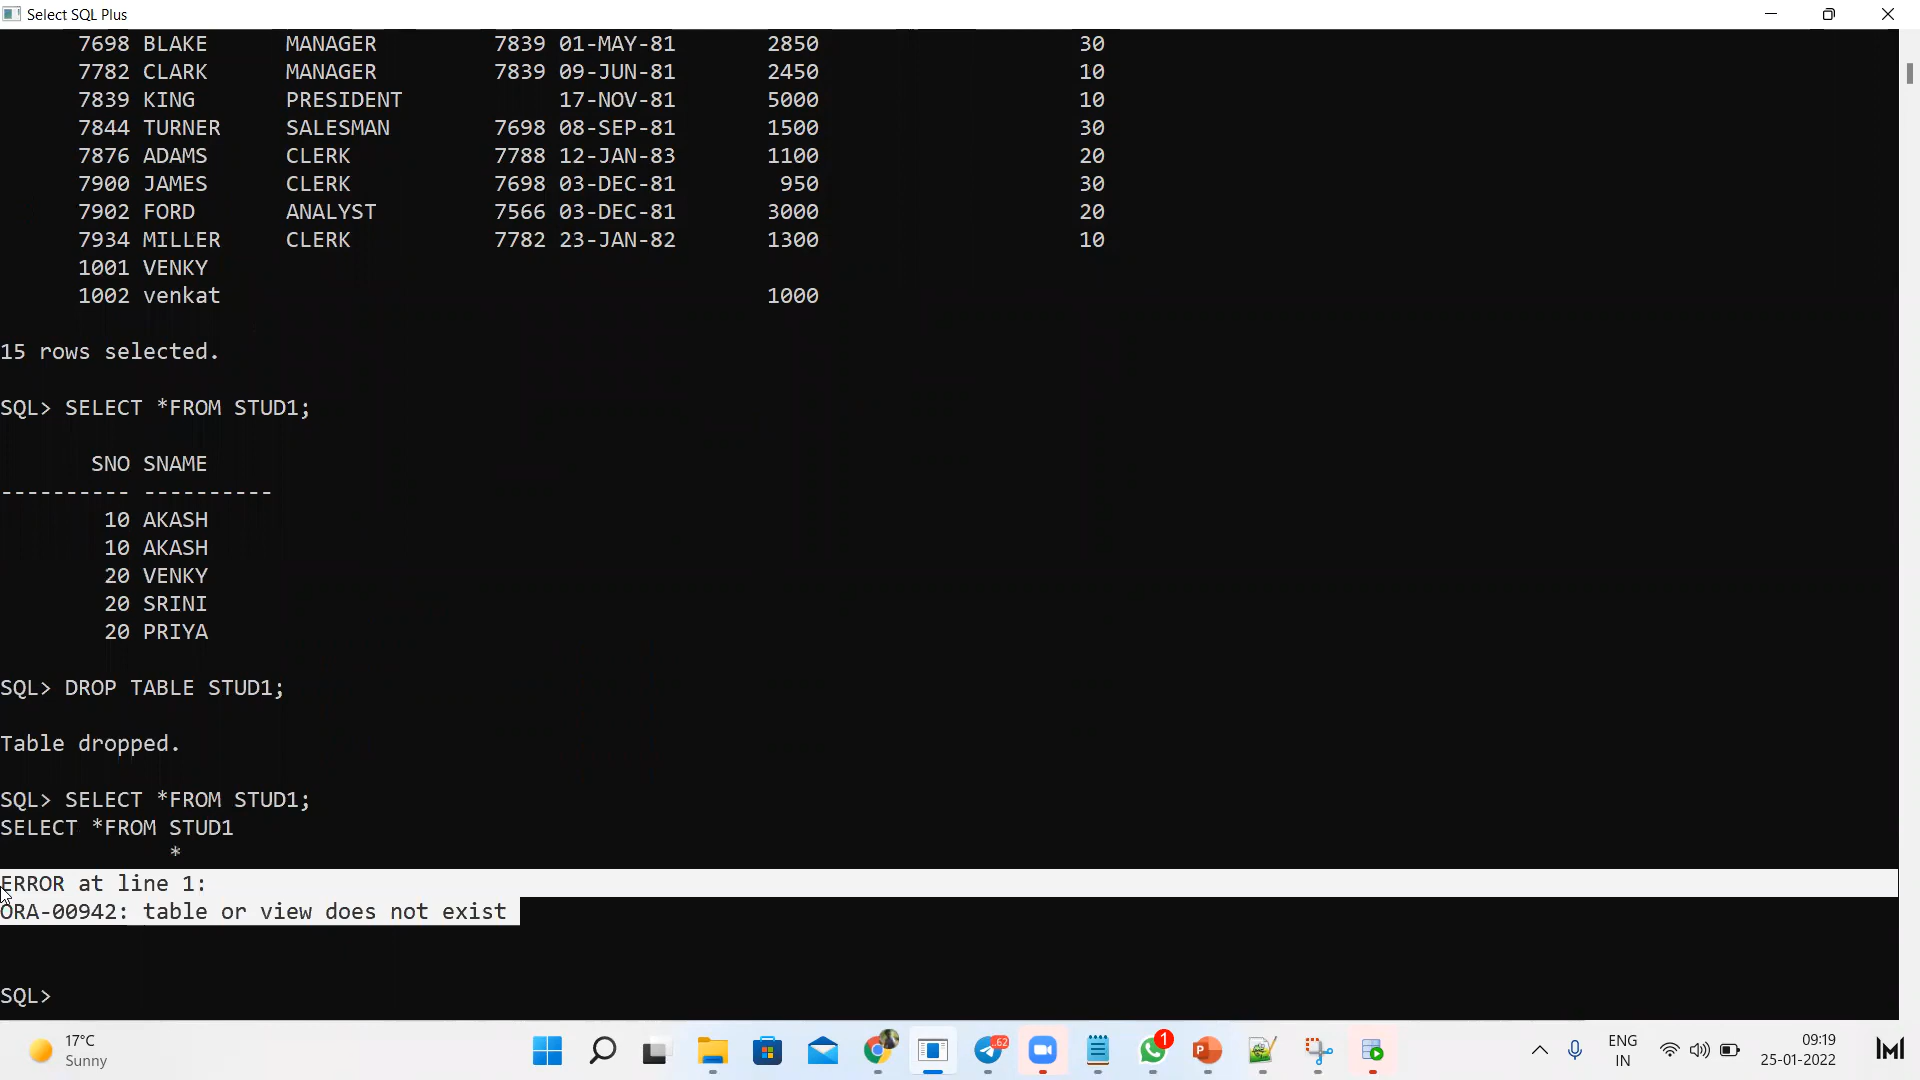 Select SQL Plus
7698 BLAKE MANAGER 7839 01-MAY-81 2850 30
7782 CLARK MANAGER 7839 09-JUN-81 2450 10
7839 KING PRESIDENT 17-NOV-81 5000 10
7844 TURNER SALESMAN 7698 08-SEP-81 1500 30
7876 ADAMS CLERK 7788 12-JAN-83 1100 20
7900 JAMES CLERK 7698 03-DEC-81 950 30
7902 FORD ANALYST 7566 03-DEC-81 3000 20
7934 MILLER CLERK 7782 23-JAN-82 1300 10
1001 VENKY
1002 venkat 1000
15 rows selected.
SQL> SELECT *FROM STUD1;
SNO SNAME
---------- ----------
10 AKASH
10 AKASH
20 VENKY
20 SRINI
20 PRIYA
SQL> DROP TABLE STUD1;
Table dropped.
SQL> SELECT *FROM STUD1;
SELECT *FROM STUD1
*
ERROR at line 1:
ORA-00942: table or view does not exist
SQL>
17°C
Sunny
.62
1
P
ENG
IN
09:19
25-01-2022